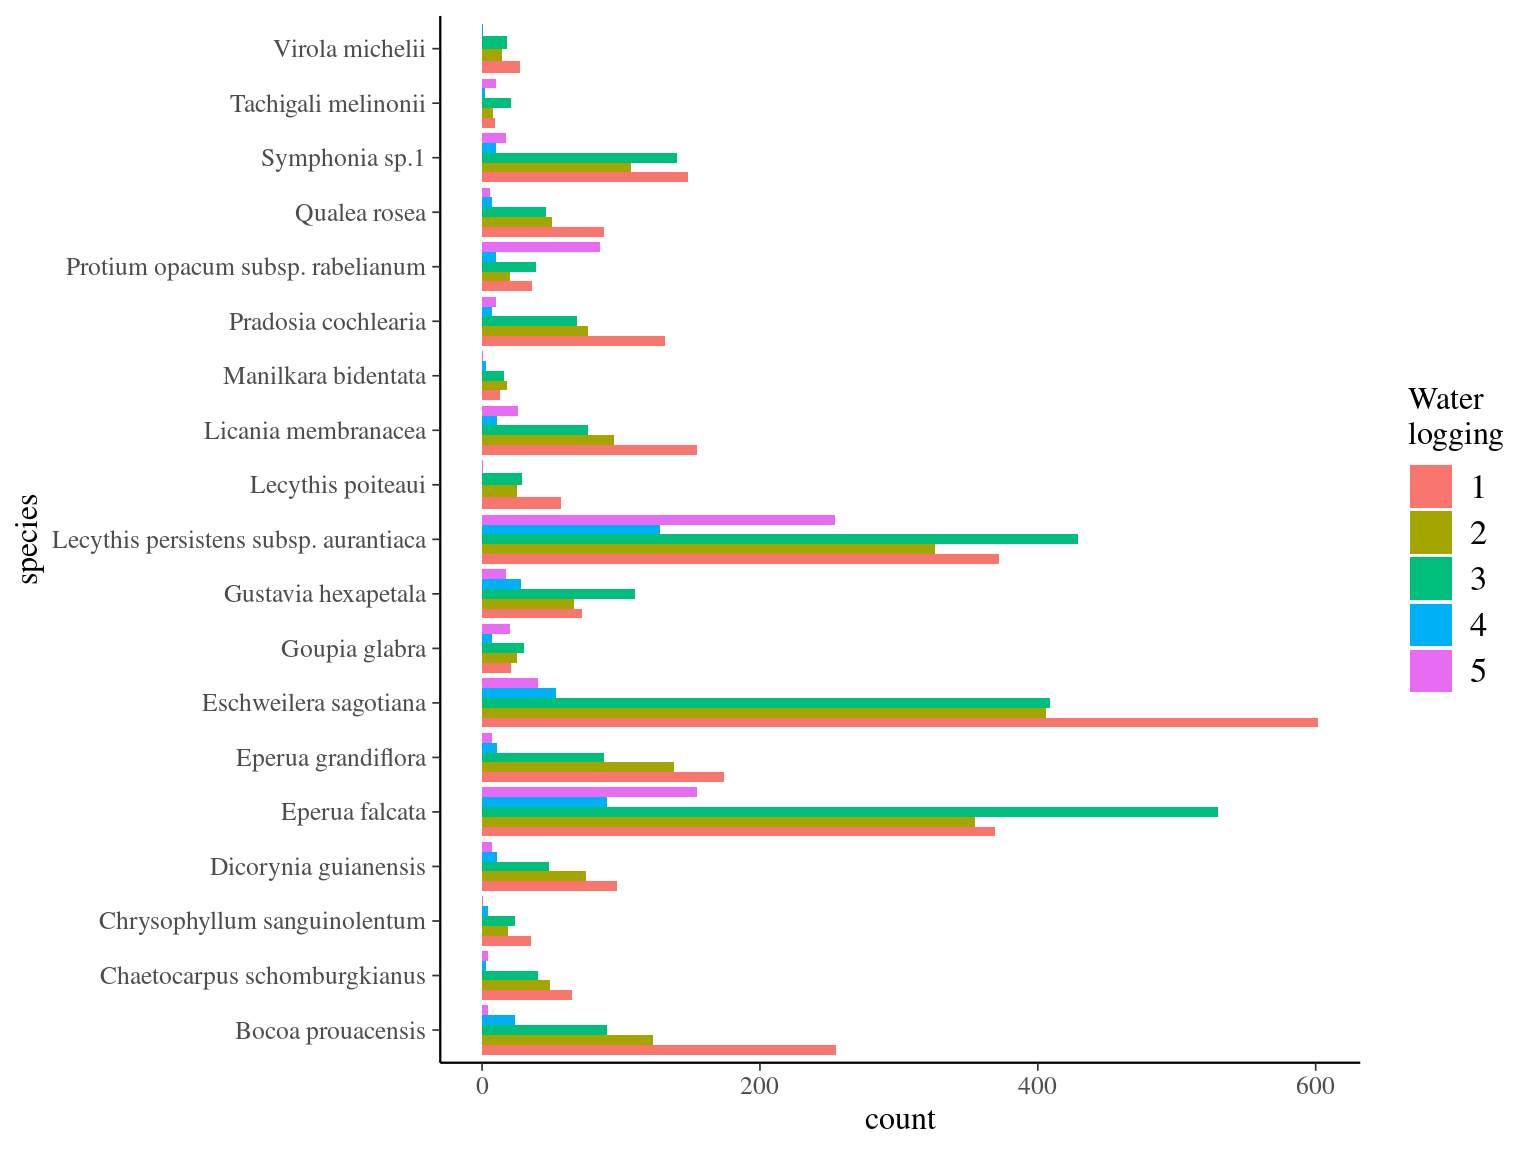 Virola michelii
Tachigali melinonii
Symphonia sp.1
Qualea rosea
Protium opacum subsp. rabelianum
Pradosia cochlearia
Manilkara bidentata
Licania membranacea
Lecythis poiteaui
Lecythis persistens subsp. aurantiaca
Gustavia hexapetala
Goupia glabra
Eschweilera sagotiana
Eperua grandiflora
Eperua falcata
Dicorynia guianensis
Chrysophyllum sanguinolentum
Chaetocarpus schomburgkianus
Bocoa prouacensis
species
0 200 400 600
count
Water
logging
1
2
3
4
5